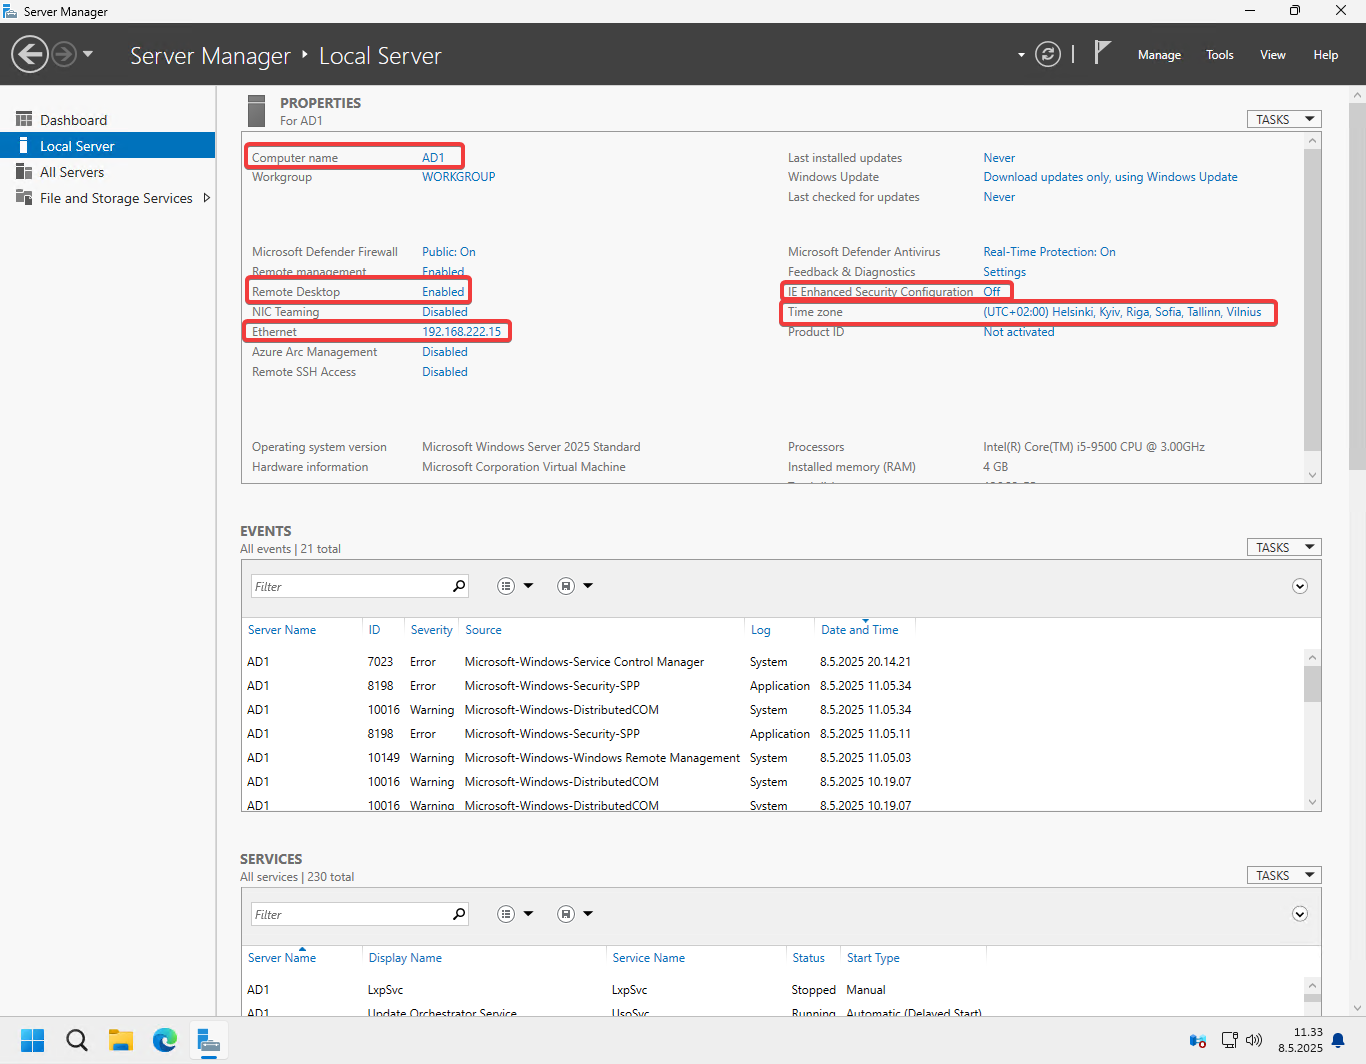 Server Manager
Server Manager ‣ Local Server
Manage Tools View Help
Dashboard
Local Server
All Servers
File and Storage Services
PROPERTIES
For AD1
TASKS
Computer name AD1
Workgroup WORKGROUP
Last installed updates Never
Windows Update Download updates only, using Windows Update
Last checked for updates Never
Microsoft Defender Firewall Public: On
Remote management Enabled
Remote Desktop Enabled
NIC Teaming Disabled
Ethernet 192.168.222.15
Azure Arc Management Disabled
Remote SSH Access Disabled
Microsoft Defender Antivirus Real-Time Protection: On
Feedback & Diagnostics Settings
IE Enhanced Security Configuration Off
Time zone (UTC+02:00) Helsinki, Kyiv, Riga, Sofia, Tallinn, Vilnius
Product ID Not activated
Operating system version Microsoft Windows Server 2025 Standard
Hardware information Microsoft Corporation Virtual Machine
Processors Intel(R) Core(TM) i5-9500 CPU @ 3.00GHz
Installed memory (RAM) 4 GB
EVENTS
All events | 21 total
TASKS
Filter
Server Name ID Severity Source Log Date and Time
AD1 7023 Error Microsoft-Windows-Service Control Manager System 8.5.2025 20.14.21
AD1 8198 Error Microsoft-Windows-Security-SPP Application 8.5.2025 11.05.34
AD1 10016 Warning Microsoft-Windows-DistributedCOM System 8.5.2025 11.05.34
AD1 8198 Error Microsoft-Windows-Security-SPP Application 8.5.2025 11.05.11
AD1 10149 Warning Microsoft-Windows-Windows Remote Management System 8.5.2025 11.05.03
AD1 10016 Warning Microsoft-Windows-DistributedCOM System 8.5.2025 10.19.07
AD1 10016 Warning Microsoft-Windows-DistributedCOM System 8.5.2025 10.19.07
SERVICES
All services | 230 total
TASKS
Filter
Server Name Display Name Service Name Status Start Type
AD1 LxpSvc LxpSvc Stopped Manual
AD1 Update Orchestrator Service UsoSvc Running Automatic (Delayed Start)
11.33
8.5.2025